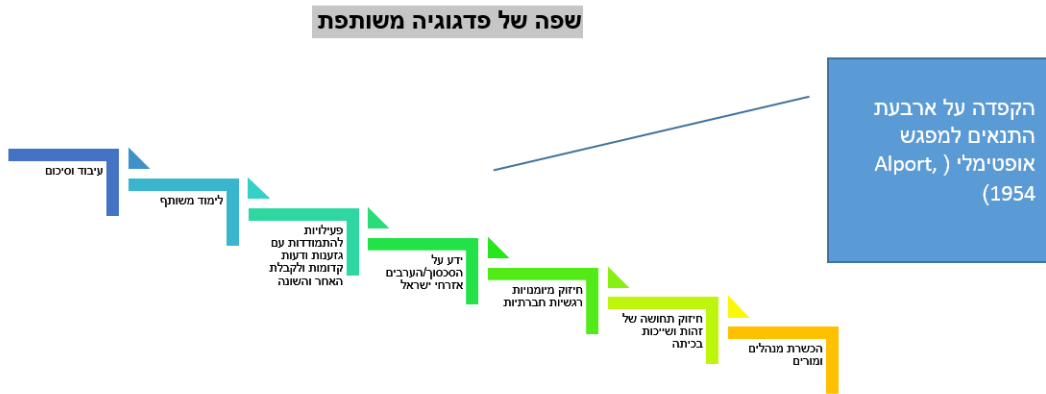 שפה של פדגוגיה משותפת
הקפדה על ארבעת
התנאים למפגש
אופטימלי ( Alport,
1954)
הכשרת מנהלים
ומורים
חיזוק תחושה של
זהות ושייכות
בכיתה
חיזוק מיומנויות
רגשיות חברתיות
ידע על
הסכסוך/הערבים
אזרחי ישראל
פעילויות
להתמודדות עם
גזענות ודעות
קדומות ולקבלת
האחר והשונה
לימוד משותף
עיבוד וסיכום